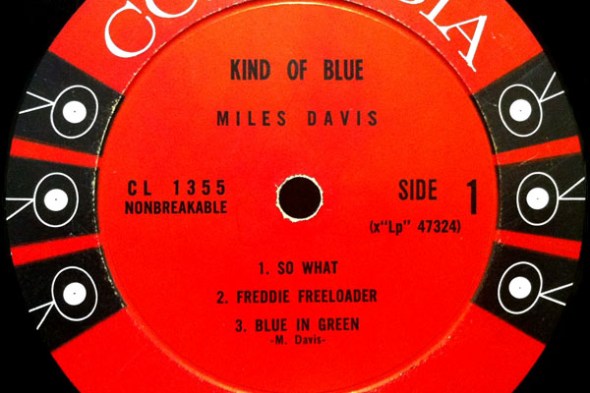 COLUMBIA
KIND OF BLUE
MILES DAVIS
CL 1355
NONBREAKABLE
SIDE 1
(x"Lp" 47324)
1. SO WHAT
2. FREDDIE FREELOADER
3. BLUE IN GREEN
-M. Davis-